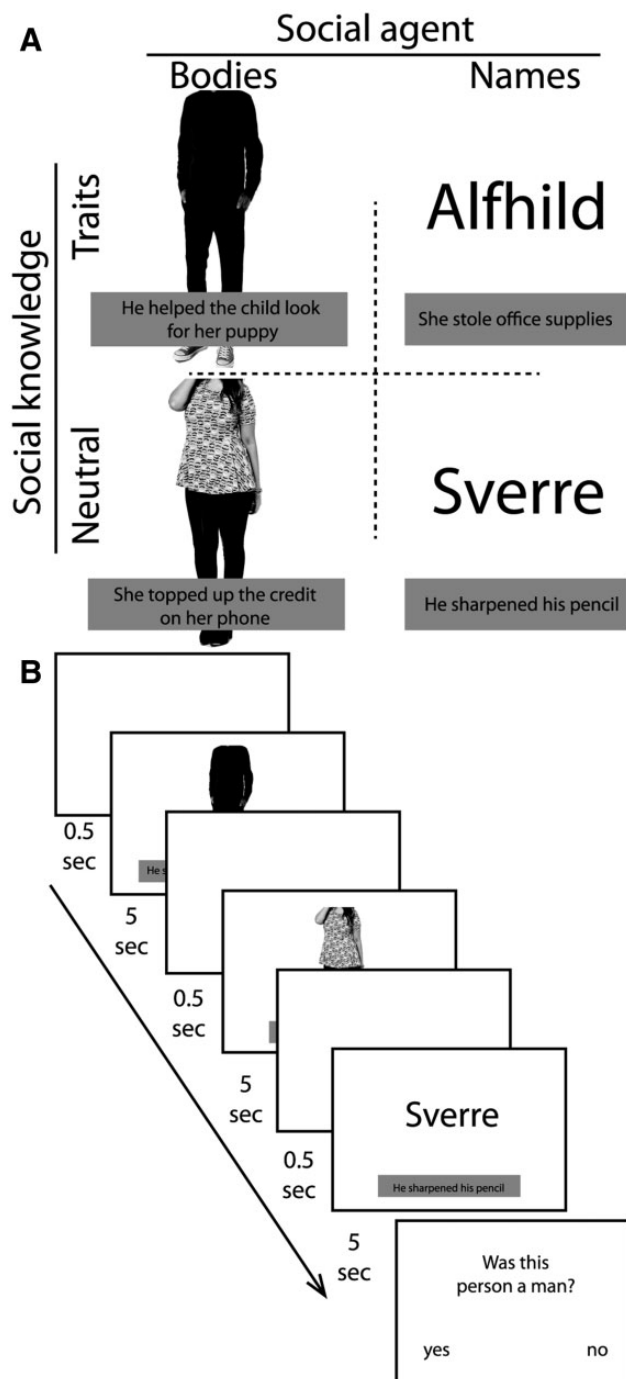 A
Social agent
Bodies
Names
Social knowledge
Traits
Alfhild
He helped the child look
for her puppy
She stole office supplies
Neutral
Sverre
She topped up the credit
on her phone
He sharpened his pencil
B
0.5
sec
He s
5
sec
0.5
sec
5
sec
0.5
sec
Sverre
He sharpened his pencil
5
sec
Was this
person a man?
yes
no